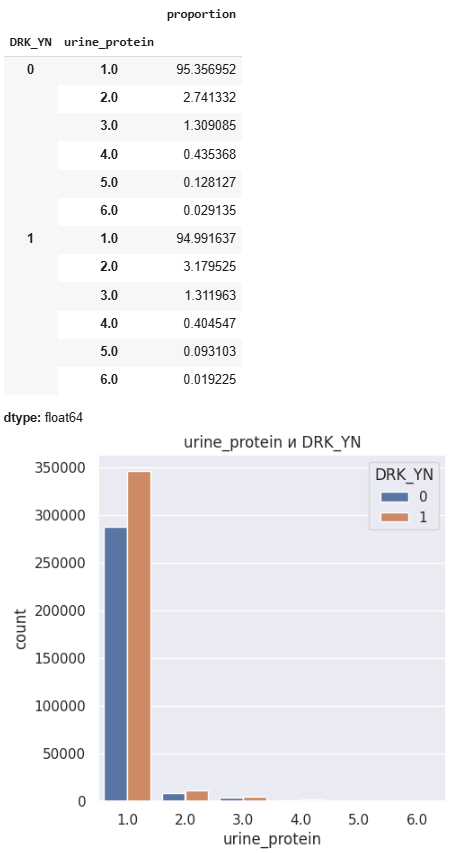 proportion
DRK_YN urine_protein
0 1.0 95.356952
2.0 2.741332
3.0 1.309085
4.0 0.435368
5.0 0.128127
6.0 0.029135
1 1.0 94.991637
2.0 3.179525
3.0 1.311963
4.0 0.404547
5.0 0.093103
6.0 0.019225
dtype: float64
urine_protein и DRK_YN
DRK_YN
0
1
350000
300000
250000
200000
150000
100000
50000
0
count
1.0 2.0 3.0 4.0 5.0 6.0
urine_protein